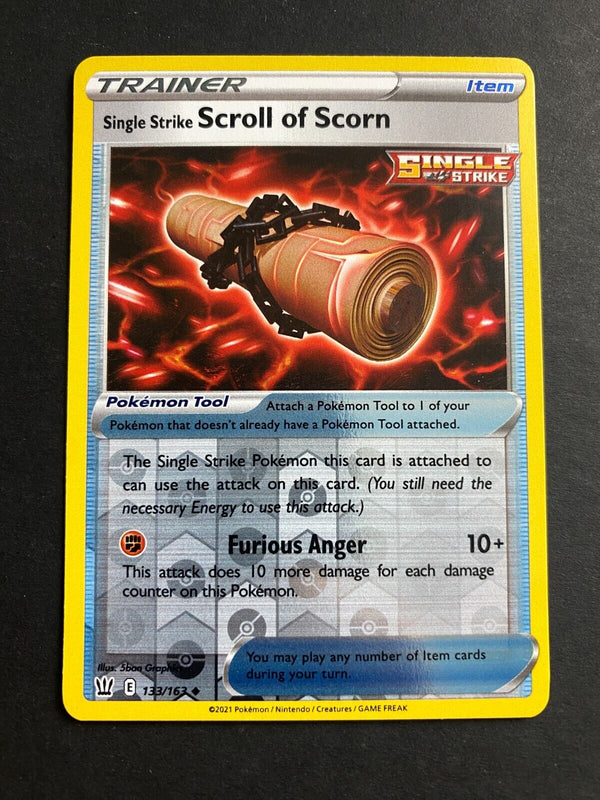 TRAINER Item
Single Strike Scroll of Scorn
SINGLE
STRIKE
Pokémon Tool Attach a Pokémon Tool to 1 of your
Pokémon that doesn't already have a Pokémon Tool attached.
The Single Strike Pokémon this card is attached to
can use the attack on this card. (You still need the
necessary Energy to use this attack.)
Furious Anger 10+
This attack does 10 more damage for each damage
counter on this Pokémon.
Illus. 5ban Graphics
You may play any number of Item cards
during your turn.
E 133/163
©2021 Pokémon / Nintendo / Creatures / GAME FREAK